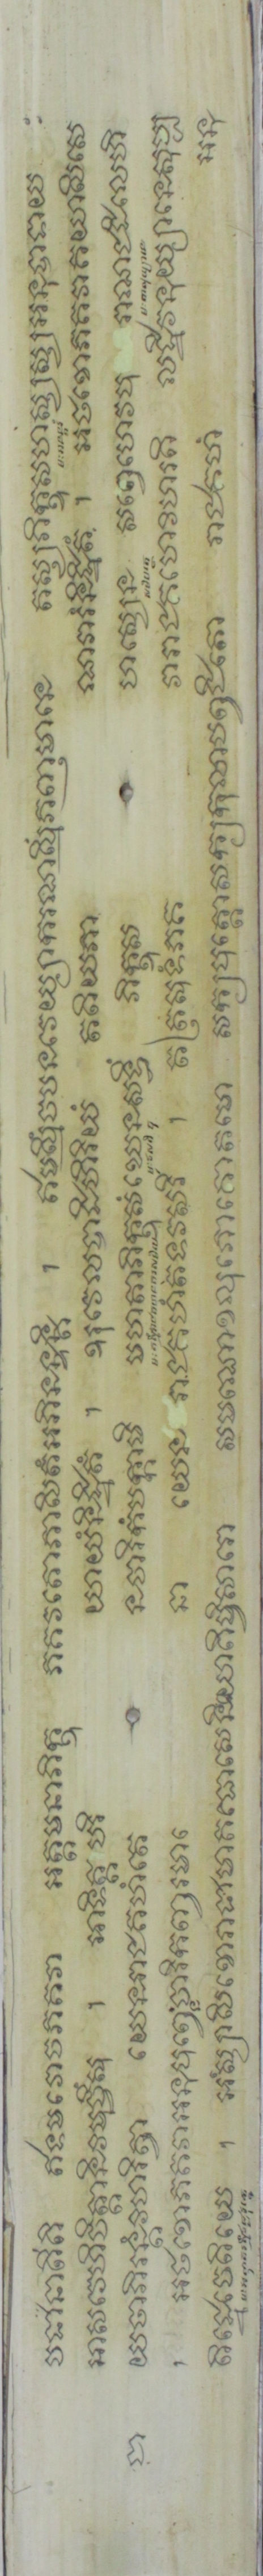 បជានាតីតិ ឥទមវោចភគវា អត្តមនាភិក្ខូ ភគវតោភាសិតំអភិនន្ទុន្តិ ។ ឥមស្មិំចបនវេយ្យាករណស្មិំភញ្ញមានេ តស្សភិក្ខុសហស្សស្សអនុបាទាយ
អាសវេហិចិត្តានិវិមុច្ចឹសុ ។ អាទិត្តបរិ យាយំនិដ្ឋិតំ ។ ឧរុវេលបាដិហារិយំ តតិយភា ណវារំនិដ្ឋិតំ ។ អថខោភគវាគយាសីសេ
យថាភិរន្តំវិហរិត្វា យេនរាជគហំតេ នចារិកំបក្កាមិ មហតាភិក្ខុសំឃេនសទ្ធឹ ភិក្ខុស ហស្សេន សព្ពេហេវបុ រាណជដិលេហិ
។ អថខោភគវាអនុបុព្ពេនចារិកញ្ចរមានោ យេន រាជគហំតទវសរិ ។ តត្រសុទំភគ វារាជគហេវិហរតិ លដ្ឋិវនុយ្យានេសុប្ប
តិដ្ឋេចេតិយេ ។ អស្សោសិខោរាជាមាគធោសេនិយោពិម្ពិសារោ សមណោខលុភោគោតមោ សក្យបុត្តោសក្យកុលាបព្វជិតោ រាជគហំ អនុ